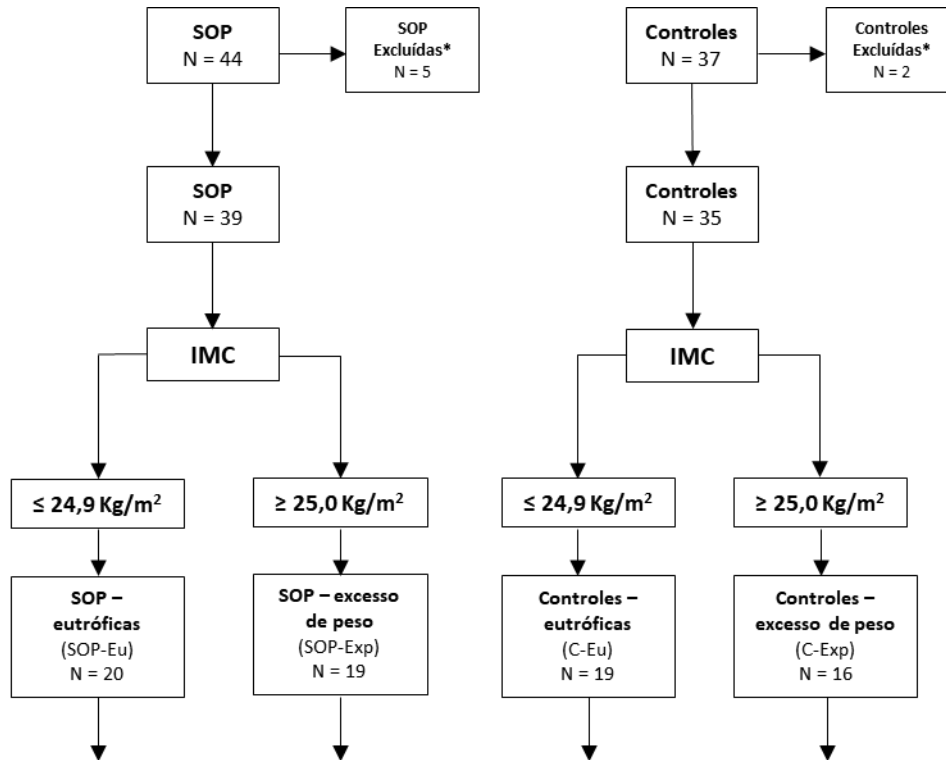 SOP
N = 44
SOP
Excluídas*
N = 5
Controles
N = 37
Controles
Excluídas*
N = 2
SOP
N = 39
Controles
N = 35
IMC
IMC
≤ 24,9 Kg/m²
≥ 25,0 Kg/m²
≤ 24,9 Kg/m²
≥ 25,0 Kg/m²
SOP –
eutróficas
(SOP-Eu)
N = 20
SOP – excesso
de peso
(SOP-Exp)
N = 19
Controles –
eutróficas
(C-Eu)
N = 19
Controles –
excesso de peso
(C-Exp)
N = 16